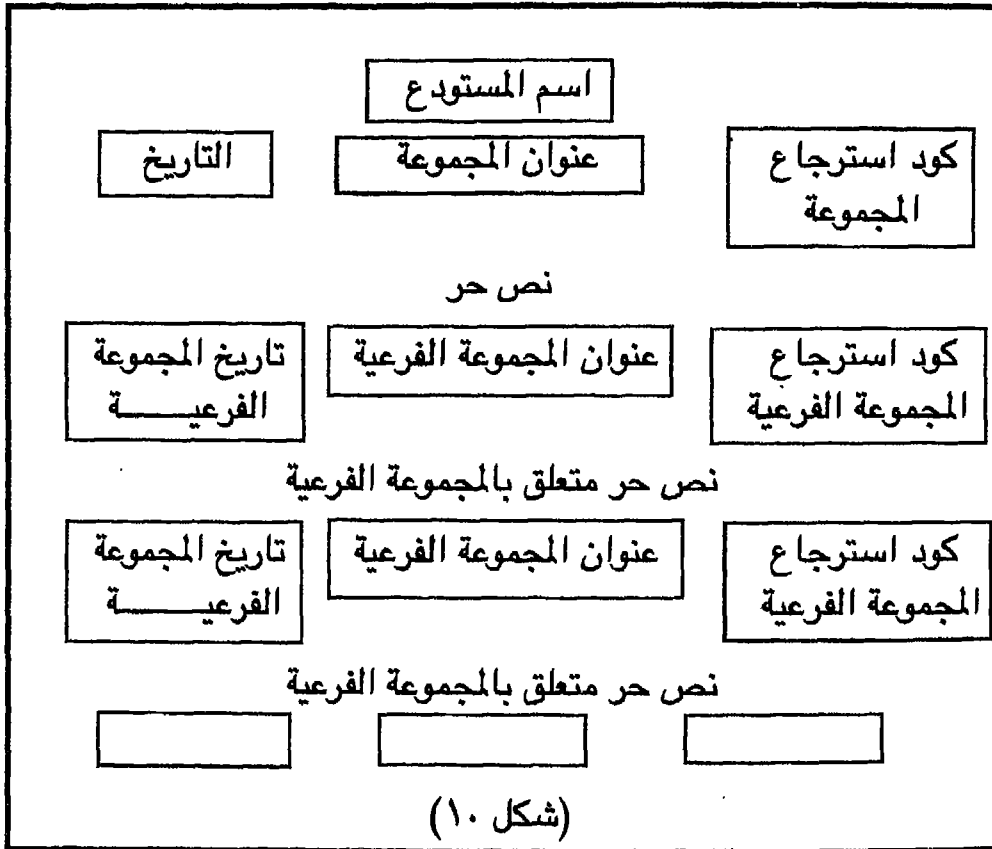 اسم المستودع
كود استرجاع المجموعة
عنوان المجموعة
التاريخ
نص حر
كود استرجاع المجموعة الفرعية
عنوان المجموعة الفرعية
تاريخ المجموعة الفرعيـــــــة
نص حر متعلق بالمجموعة الفرعية
كود استرجاع المجموعة الفرعية
عنوان المجموعة الفرعية
تاريخ المجموعة الفرعيـــــــة
نص حر متعلق بالمجموعة الفرعية
(شكل ١٠)